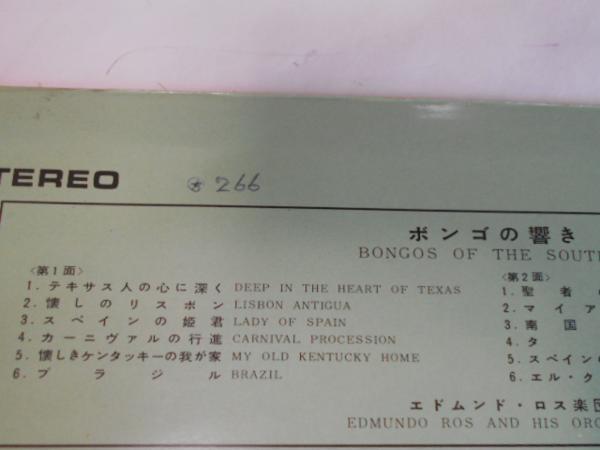 TEREO
266
ボンゴの響き
BONGOS OF THE SOUTH
〈第1面〉
1. テキサス人の心に深く DEEP IN THE HEART OF TEXAS
2. 懐しのリスボン LISBON ANTIGUA
3. スペインの姫君 LADY OF SPAIN
4. カーニヴァルの行進 CARNIVAL PROCESSION
5. 懐しきケンタッキーの我が家 MY OLD KENTUCKY HOME
6. ブラジル BRAZIL
〈第2面〉
1. 聖者
2. マイア
3. 南国
4. タ
5. スペインの
6. エル・ク
エドムンド・ロス楽団
EDMUNDO ROS AND HIS ORC